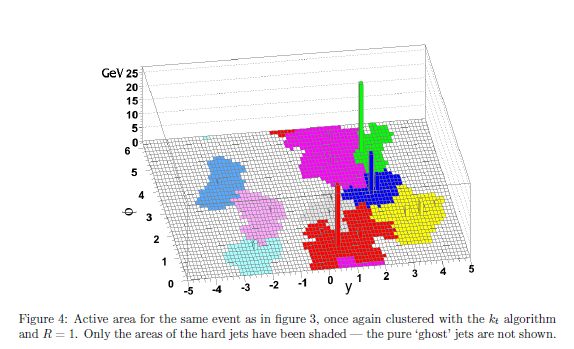 GeV 25
20
15
10
5
0
6
5
4
3
2
1
0
ϕ
-5 -4 -3 -2 -1 0 1 2 3 4 5
y
Figure 4: Active area for the same event as in figure 3, once again clustered with the kt algorithm
and R = 1. Only the areas of the hard jets have been shaded — the pure ‘ghost’ jets are not shown.